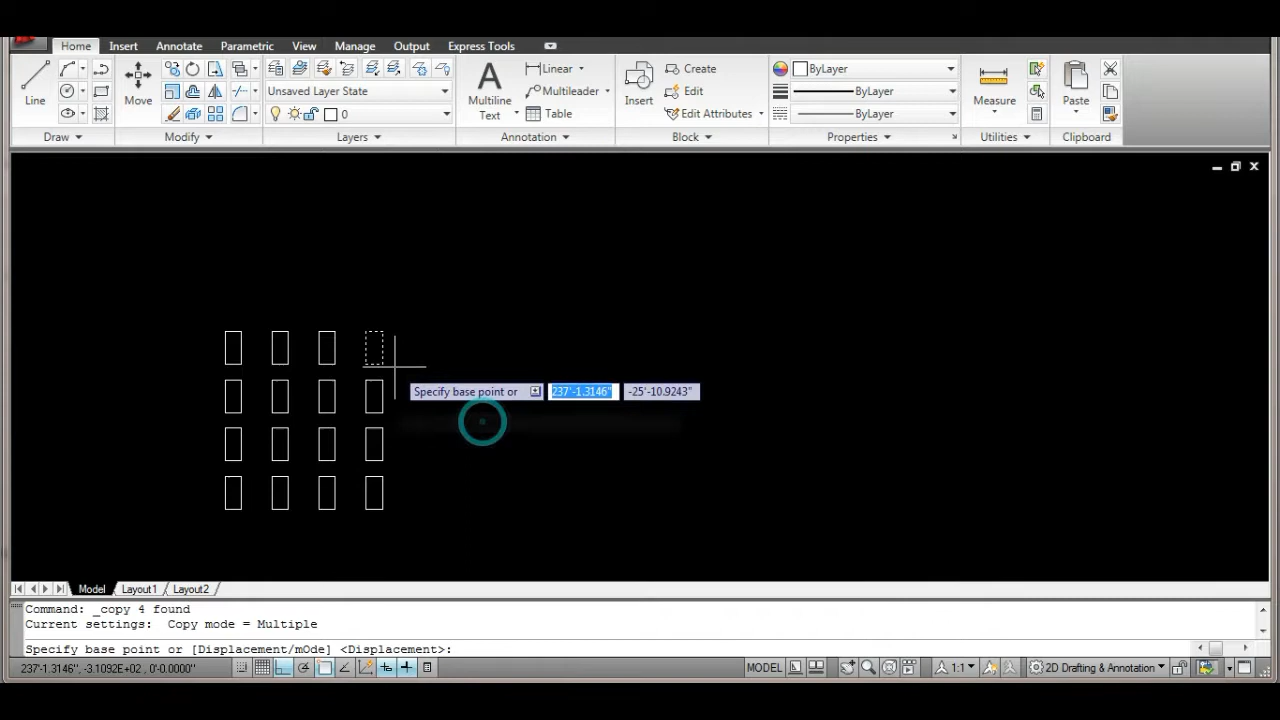 Home Insert Annotate Parametric View Manage Output Express Tools
Linear Create ByLayer
Line Move Unsaved Layer State Multiline Text Multileader Insert Edit ByLayer Measure Paste
0 Table Edit Attributes ByLayer
Draw Modify Layers Annotation Block Properties Utilities Clipboard
Specify base point or 237'-1.3146" -25'-10.9243"
Model Layout1 Layout2
Command: _copy 4 found
Current settings:  Copy mode = Multiple
Specify base point or [Displacement/mOde] <Displacement>:
237'-1.3146", -3.1092E+02, 0'-0.0000" MODEL 1:1 2D Drafting & Annotation